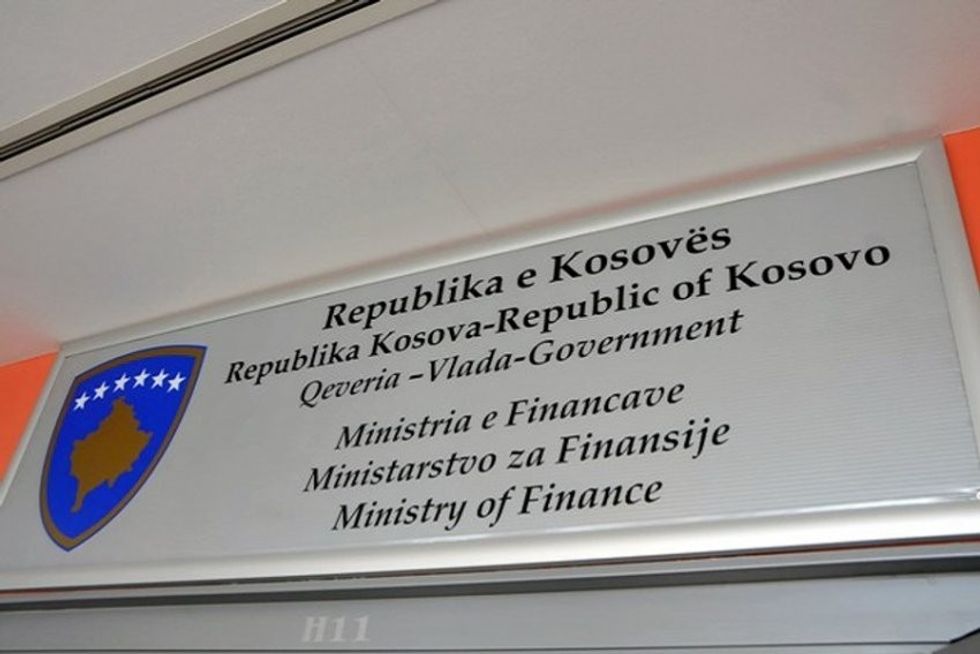 Republika e Kosovës
Republika Kosova-Republic of Kosovo
Qeveria –Vlada-Government
Ministria e Financave
Ministarstvo za Finansije
Ministry of Finance
H11